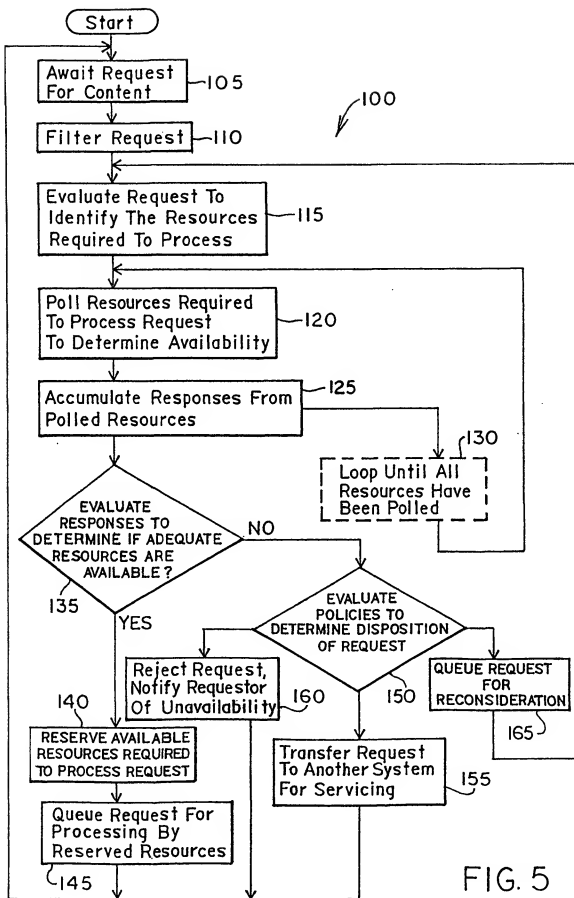 Start
Await Request
For Content
105
100
Filter Request
110
Evaluate Request To
Identify The Resources
Required To Process
115
Poll Resources Required
To Process Request
To Determine Availability
120
125
Accumulate Responses From
Polled Resources
130
Loop Until All
Resources Have
Been Polled
EVALUATE
RESPONSES TO
DETERMINE IF ADEQUATE
RESOURCES ARE
AVAILABLE?
NO
135
YES
EVALUATE
POLICIES TO
DETERMINE DISPOSITION
OF REQUEST
150
Reject Request,
Notify Requestor
Of Unavailability
160
QUEUE REQUEST
FOR
RECONSIDERATION
165
140
RESERVE AVAILABLE
RESOURCES REQUIRED
TO PROCESS REQUEST
Transfer Request
To Another System
For Servicing
155
Queue Request For
Processing By
Reserved Resources
145
FIG. 5